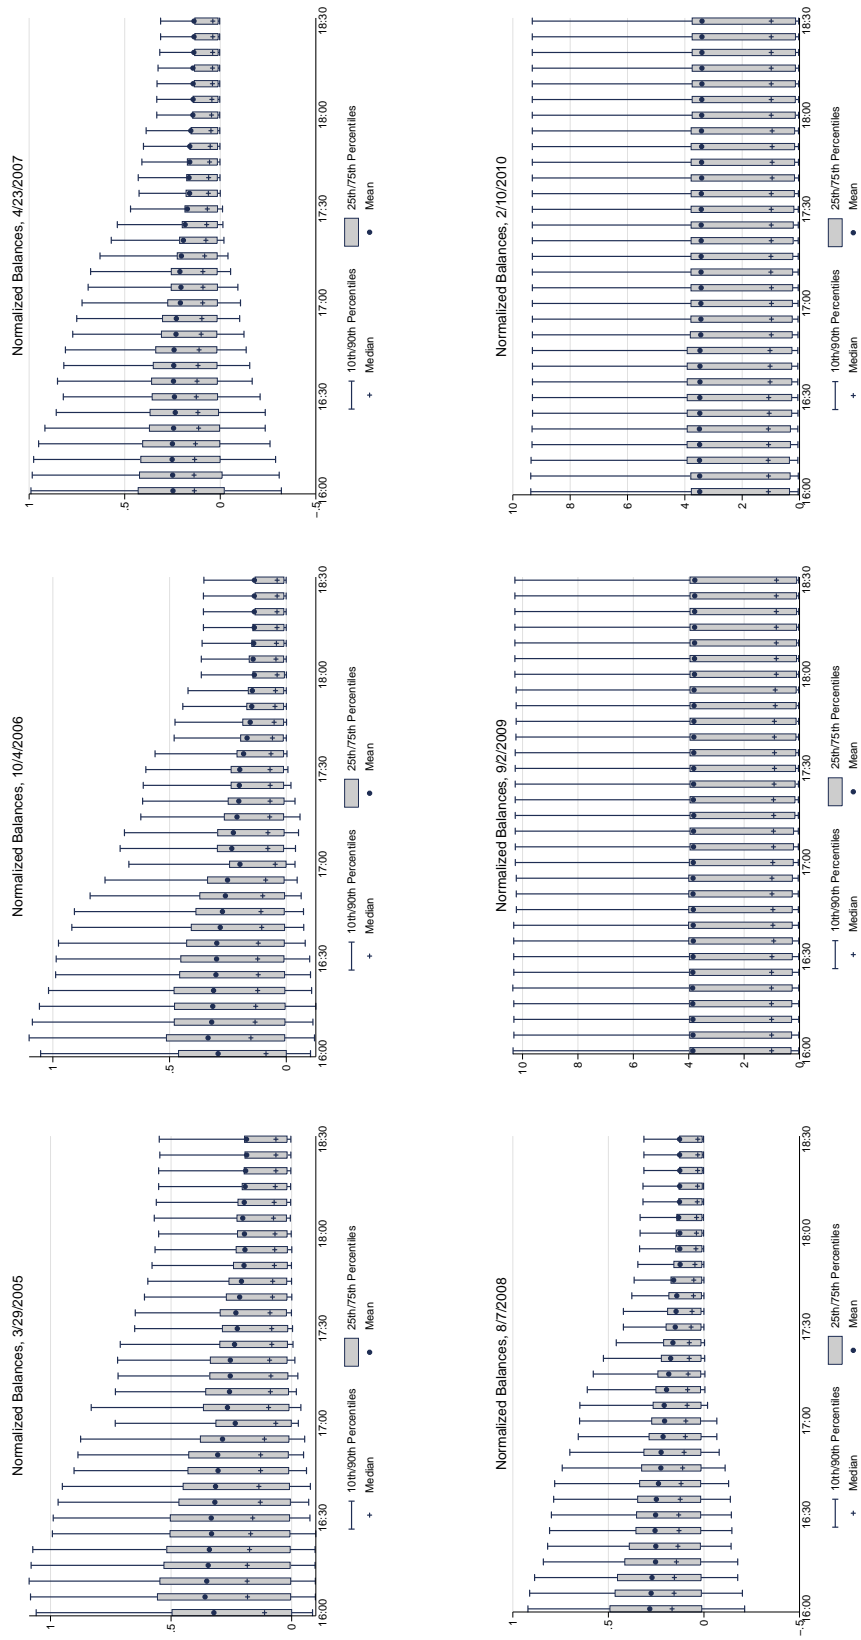 Normalized Balances, 3/29/2005
1
.5
0
16:00 16:30 17:00 17:30 18:00 18:30
10th/90th Percentiles 25th/75th Percentiles
Median Mean
Normalized Balances, 10/4/2006
1
.5
0
16:00 16:30 17:00 17:30 18:00 18:30
10th/90th Percentiles 25th/75th Percentiles
Median Mean
Normalized Balances, 4/23/2007
1
.5
0
-.5
16:00 16:30 17:00 17:30 18:00 18:30
10th/90th Percentiles 25th/75th Percentiles
Median Mean
Normalized Balances, 8/7/2008
1
.5
0
-.5
16:00 16:30 17:00 17:30 18:00 18:30
10th/90th Percentiles 25th/75th Percentiles
Median Mean
Normalized Balances, 9/2/2009
10
8
6
4
2
0
16:00 16:30 17:00 17:30 18:00 18:30
10th/90th Percentiles 25th/75th Percentiles
Median Mean
Normalized Balances, 2/10/2010
10
8
6
4
2
0
16:00 16:30 17:00 17:30 18:00 18:30
10th/90th Percentiles 25th/75th Percentiles
Median Mean